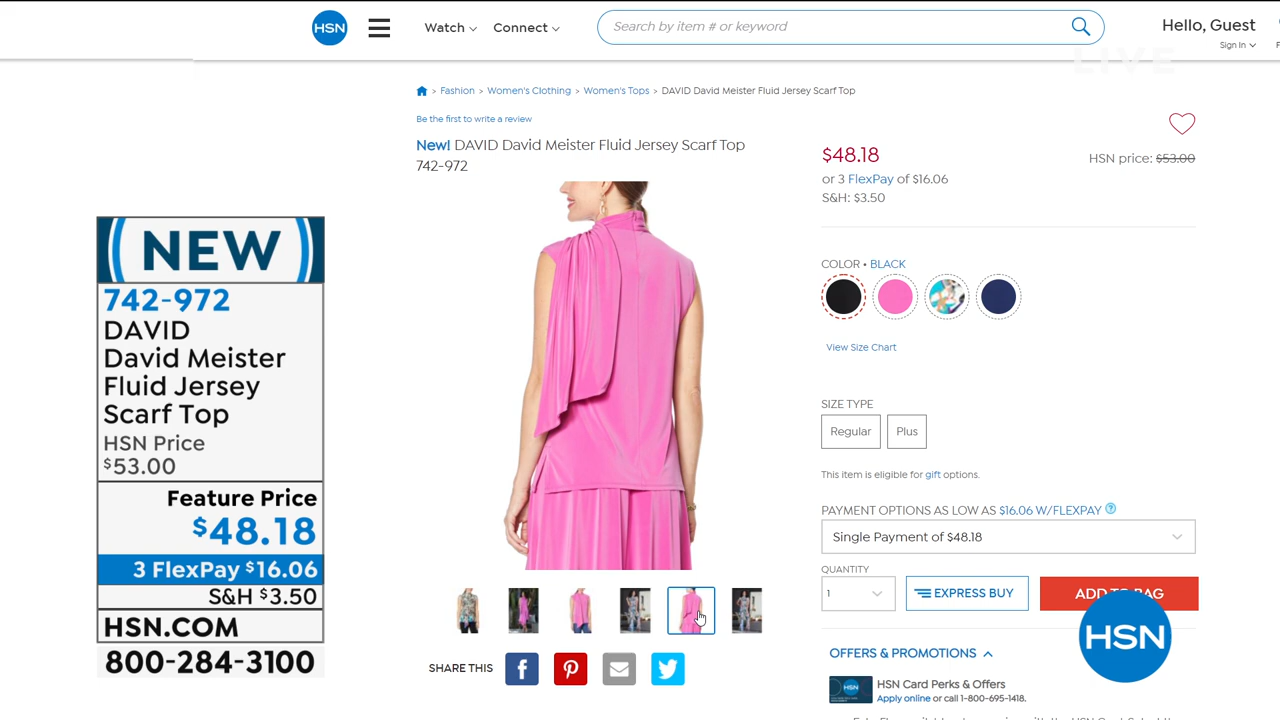 HSN
Watch
Connect
Search by item # or keyword
Hello, Guest
Sign In
LIVE
> Fashion > Women's Clothing > Women's Tops > DAVID David Meister Fluid Jersey Scarf Top
Be the first to write a review
New! DAVID David Meister Fluid Jersey Scarf Top
742-972
$48.18
HSN price: $53.00
or 3 FlexPay of $16.06
S&H: $3.50
(NEW)
742-972
DAVID
David Meister
Fluid Jersey
Scarf Top
HSN Price
$53.00
Feature Price
$48.18
3 FlexPay $16.06
S&H $3.50
HSN.COM
800-284-3100
COLOR • BLACK
View Size Chart
SIZE TYPE
Regular
Plus
This item is eligible for gift options.
PAYMENT OPTIONS AS LOW AS $16.06 W/FLEXPAY ?
Single Payment of $48.18
QUANTITY
1
EXPRESS BUY
ADD TO BAG
HSN
SHARE THIS
OFFERS & PROMOTIONS
HSN
HSN Card Perks & Offers
Apply online or call 1-800-695-1418.